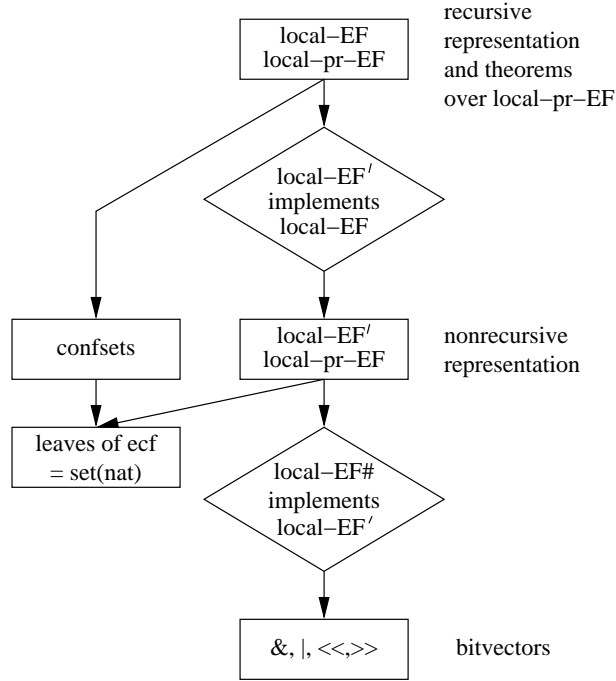 local−EF
local−pr−EF
recursive
representation
and theorems
over local−pr−EF
local−EF′
implements
local−EF
confsets
local−EF′
local−pr−EF
nonrecursive
representation
leaves of ecf
= set(nat)
local−EF#
implements
local−EF′
&, |, <<,>>
bitvectors